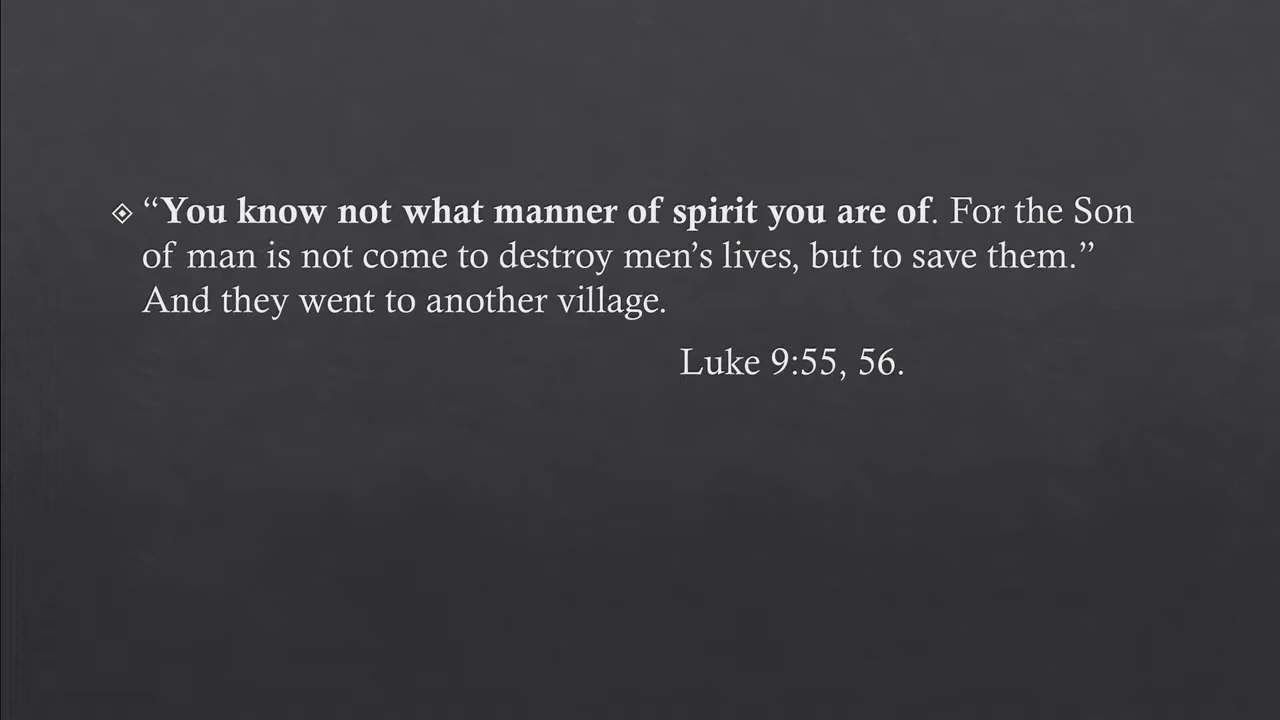 “You know not what manner of spirit you are of. For the Son
of man is not come to destroy men’s lives, but to save them.”
And they went to another village.
Luke 9:55, 56.